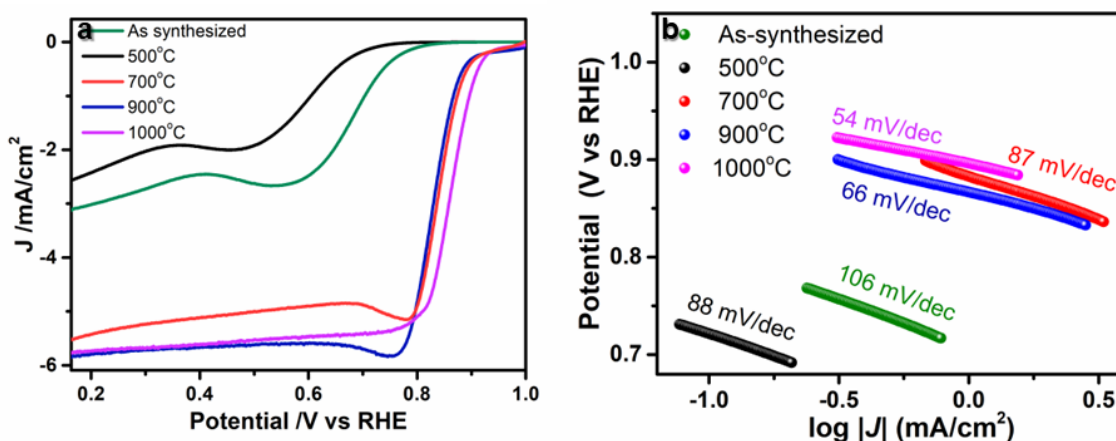 a
As synthesized
500°C
700°C
900°C
1000°C
0
-2
-4
-6
J /mA/cm²
0.2 0.4 0.6 0.8 1.0
Potential /V vs RHE
b
As-synthesized
500°C
700°C
900°C
1000°C
54 mV/dec
87 mV/dec
66 mV/dec
106 mV/dec
88 mV/dec
1.0
0.9
0.8
0.7
Potential (V vs RHE)
-1.0 -0.5 0.0 0.5
log |J| (mA/cm²)